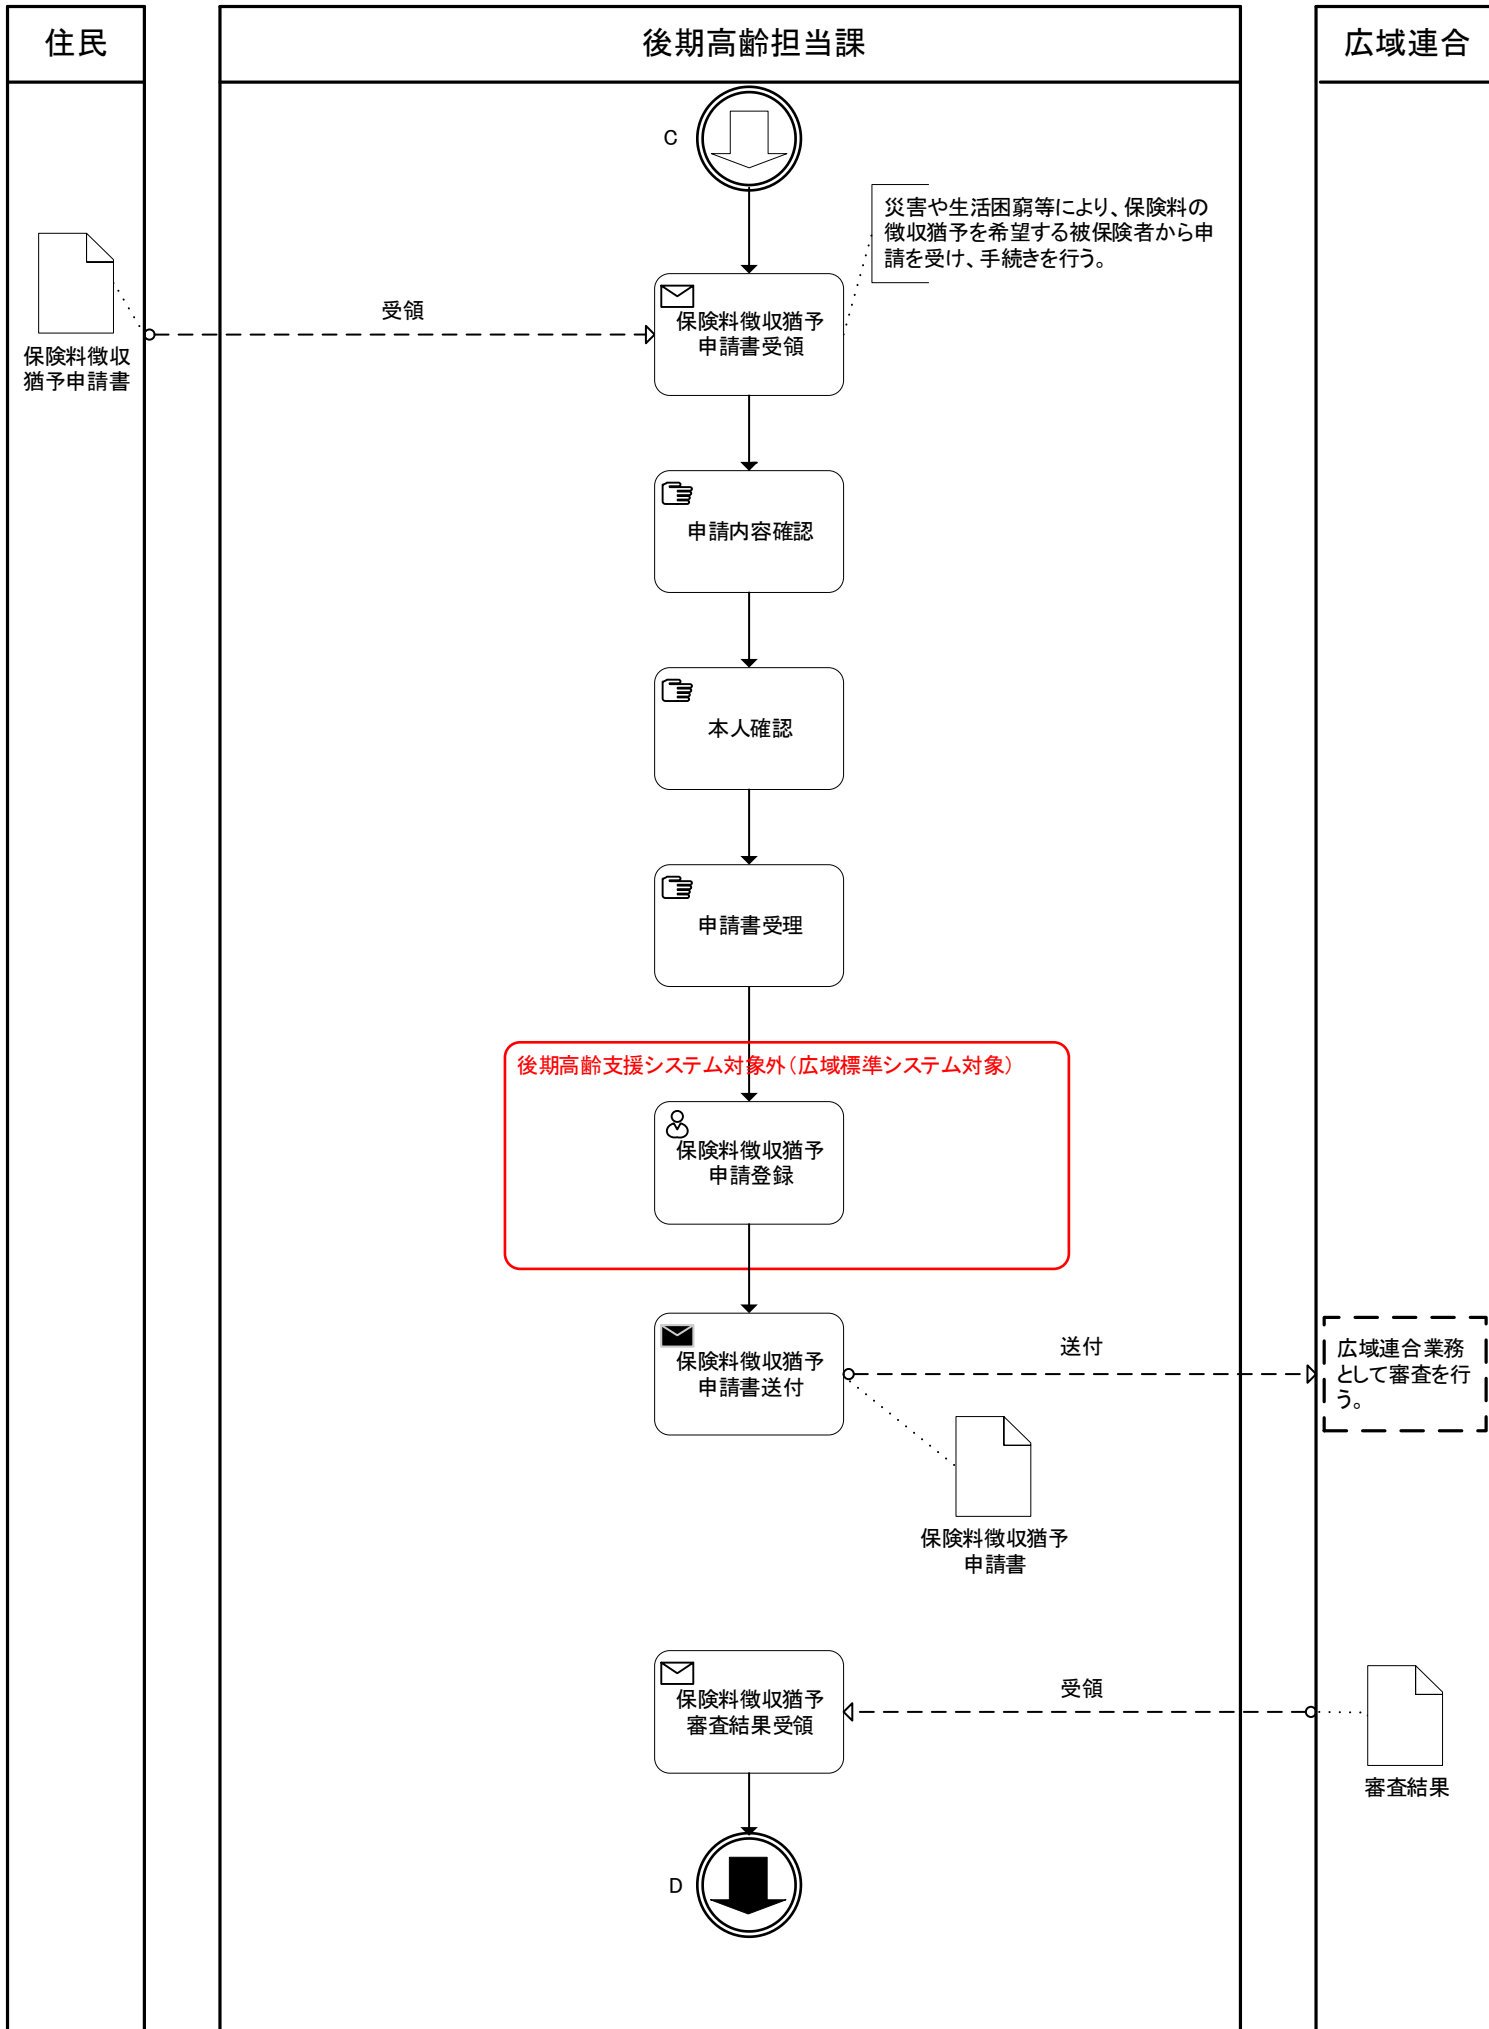 住民
後期高齢担当課
広域連合
C
災害や生活困窮等により、保険料の
徴収猶予を希望する被保険者から申
請を受け、手続きを行う。
受領
保険料徴収猶予
申請書受領
保険料徴収
猶予申請書
申請内容確認
本人確認
申請書受理
後期高齢支援システム対象外（広域標準システム対象）
保険料徴収猶予
申請登録
保険料徴収猶予
申請書送付
送付
広域連合業務
として審査を行
う。
保険料徴収猶予
申請書
保険料徴収猶予
審査結果受領
受領
審査結果
D